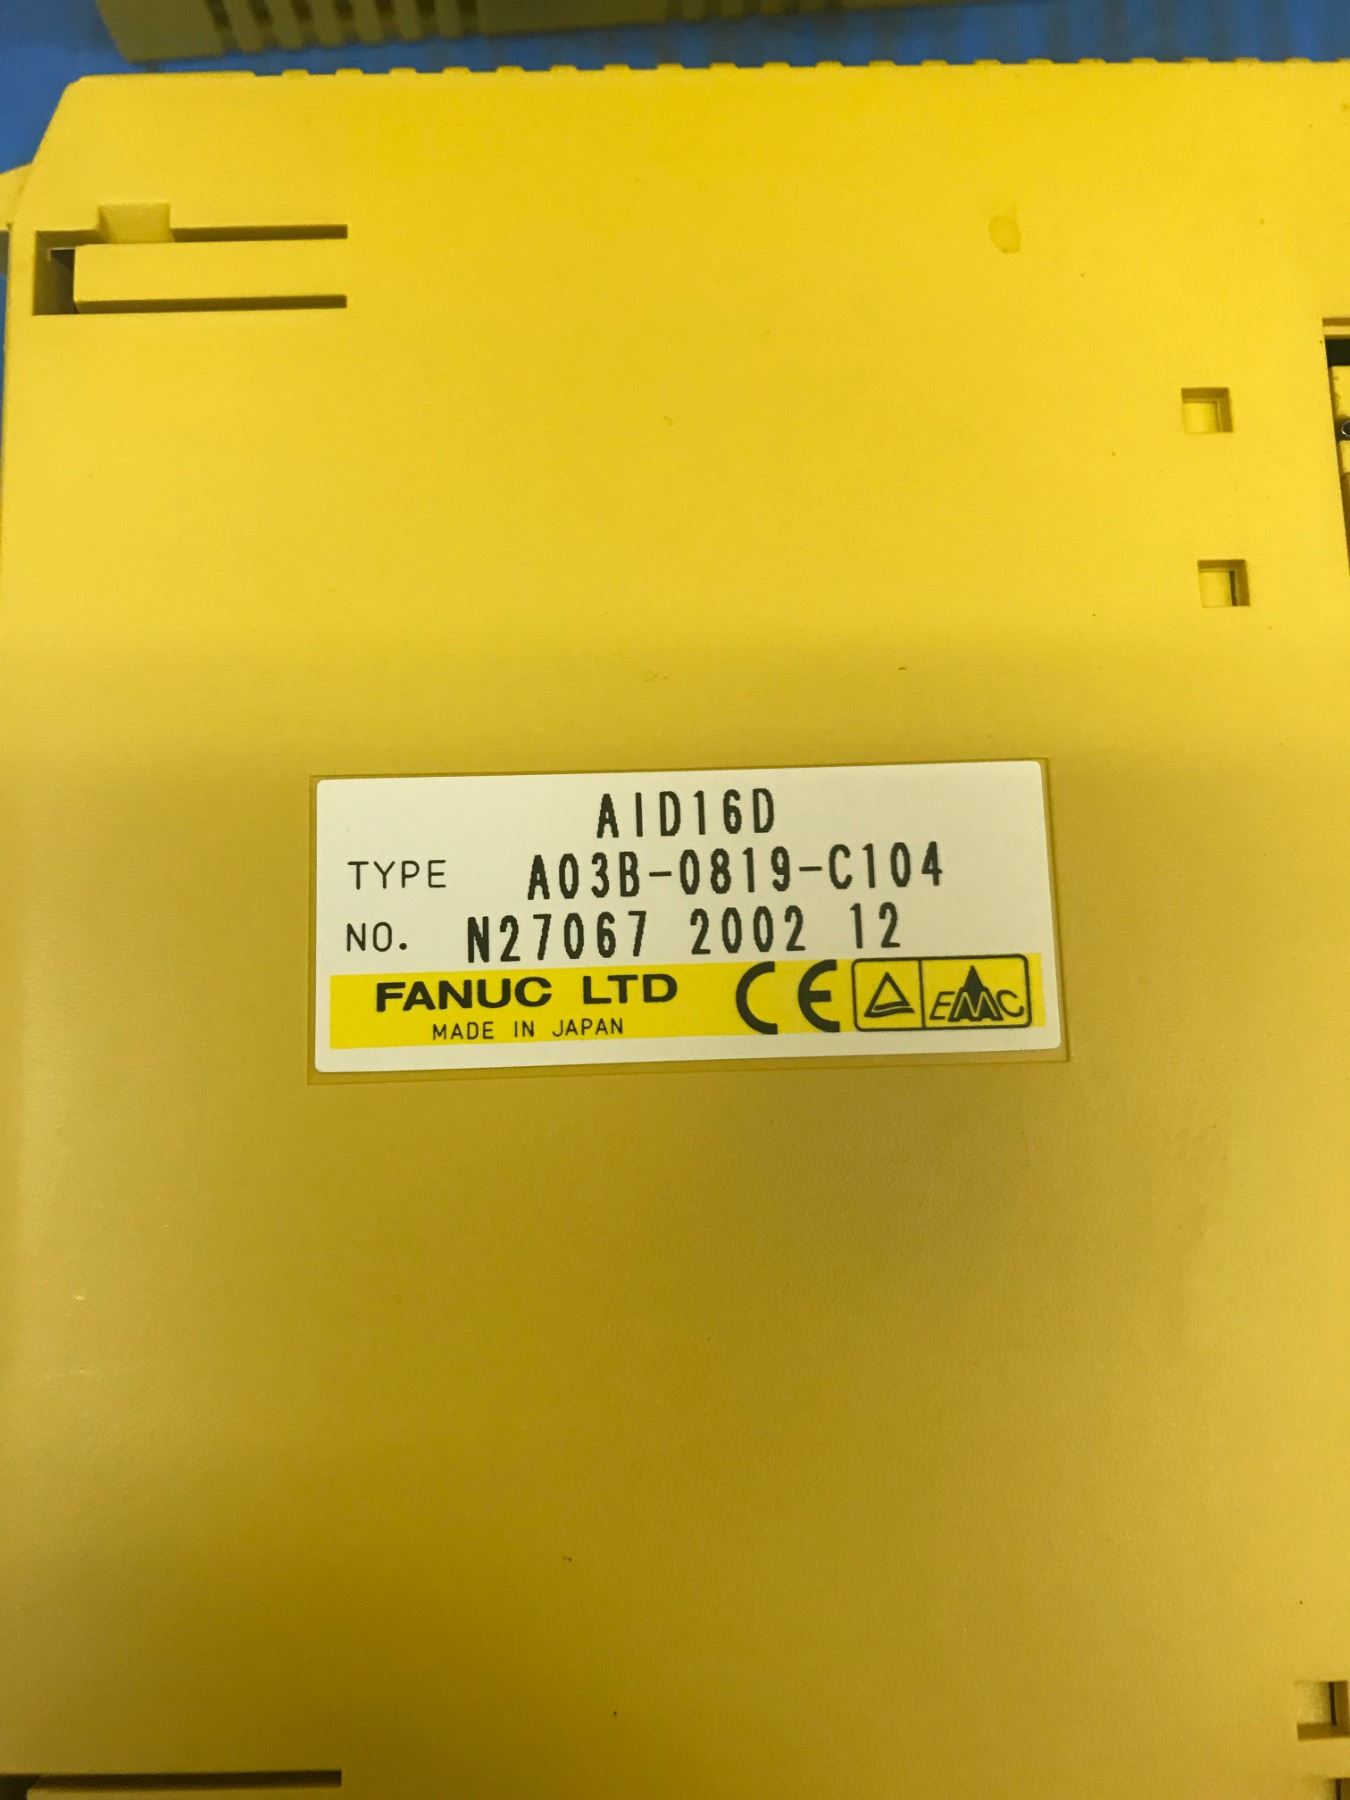 AID16D
TYPE A03B-0819-C104
NO. N27067 2002 12
FANUC LTD CE EMC
MADE IN JAPAN